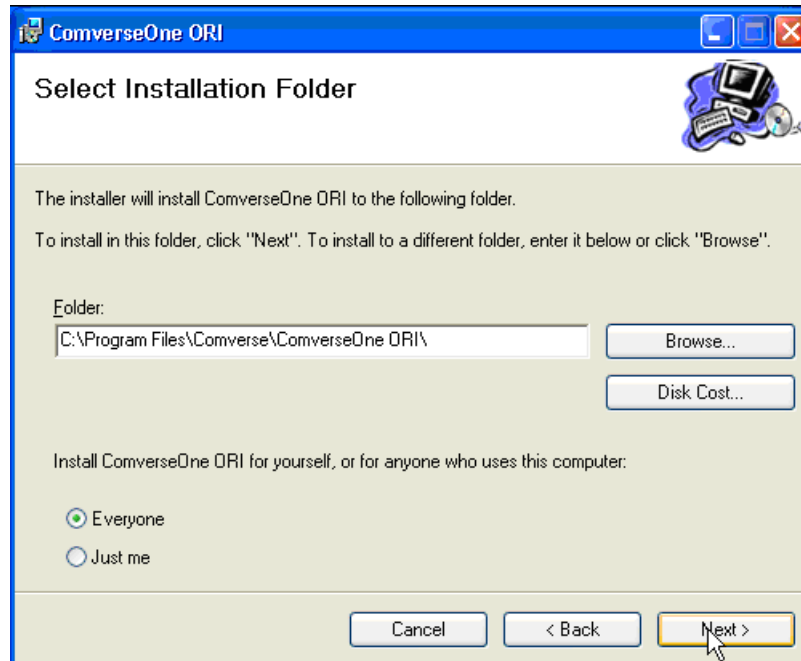 ComverseOne ORI
Select Installation Folder
The installer will install ComverseOne ORI to the following folder.
To install in this folder, click "Next". To install to a different folder, enter it below or click "Browse".
Folder:
C:\Program Files\Comverse\ComverseOne ORI\
Browse...
Disk Cost...
Install ComverseOne ORI for yourself, or for anyone who uses this computer:
Everyone
Just me
Cancel
< Back
Next >